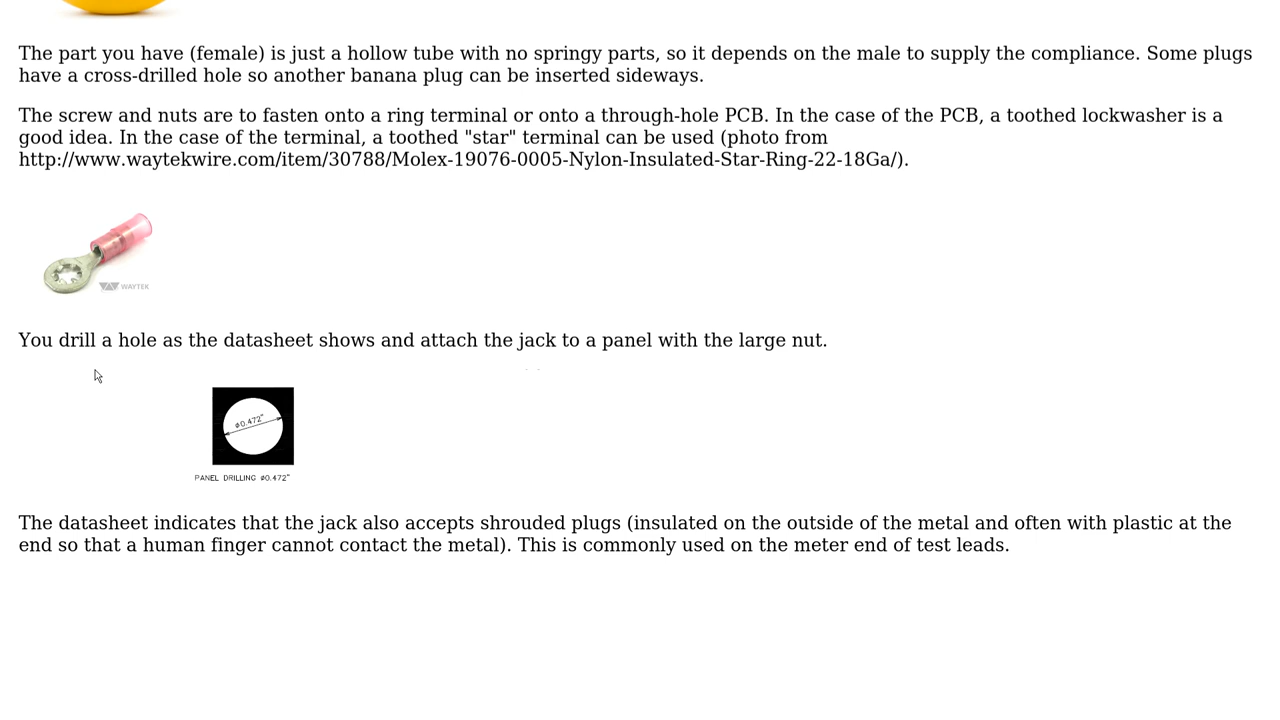 The part you have (female) is just a hollow tube with no springy parts, so it depends on the male to supply the compliance. Some plugs
have a cross-drilled hole so another banana plug can be inserted sideways.
The screw and nuts are to fasten onto a ring terminal or onto a through-hole PCB. In the case of the PCB, a toothed lockwasher is a
good idea. In the case of the terminal, a toothed "star" terminal can be used (photo from
http://www.waytekwire.com/item/30788/Molex-19076-0005-Nylon-Insulated-Star-Ring-22-18Ga/).
WAYTEK
You drill a hole as the datasheet shows and attach the jack to a panel with the large nut.
ø0.472"
PANEL DRILLING ø0.472"
The datasheet indicates that the jack also accepts shrouded plugs (insulated on the outside of the metal and often with plastic at the
end so that a human finger cannot contact the metal). This is commonly used on the meter end of test leads.